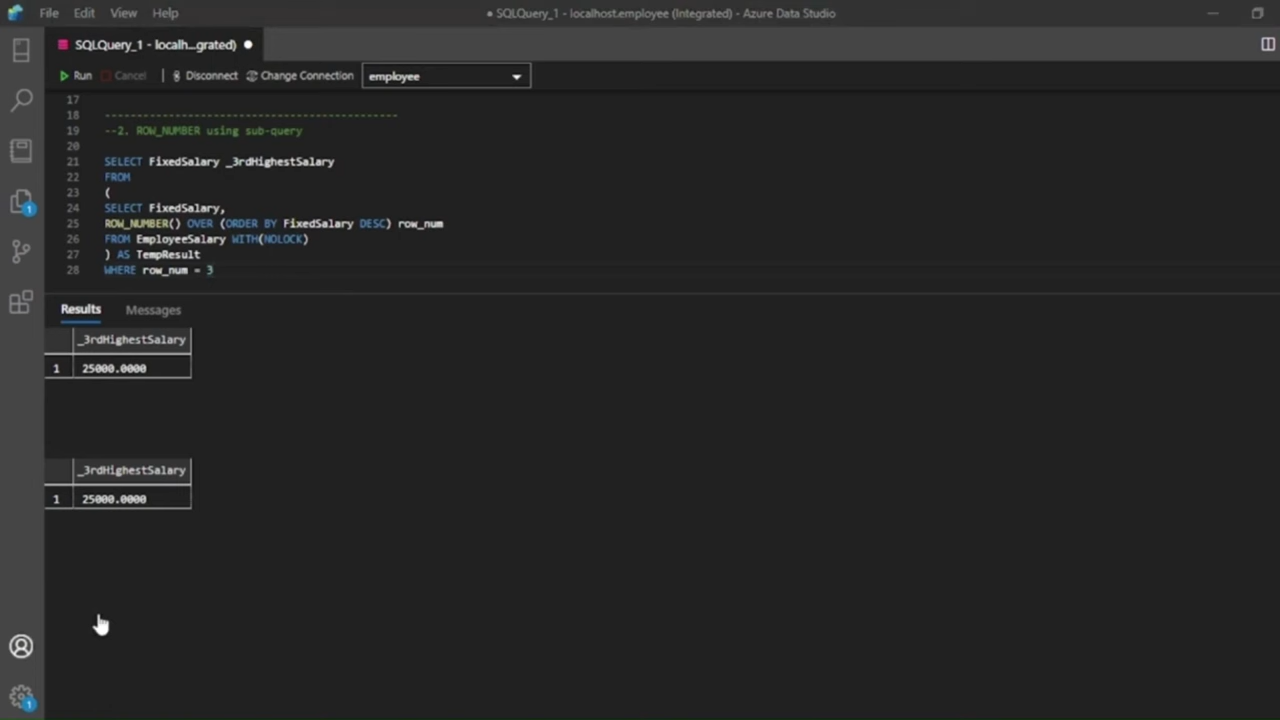 File Edit View Help
● SQLQuery_1 - localhost.employee (Integrated) - Azure Data Studio
SQLQuery_1 - localh...grated) ●
Run Cancel Disconnect Change Connection employee
17
18 ----------------------------------------------
19 --2. ROW_NUMBER using sub-query
20
21 SELECT FixedSalary _3rdHighestSalary
22 FROM
23 (
24 SELECT FixedSalary,
25 ROW_NUMBER() OVER (ORDER BY FixedSalary DESC) row_num
26 FROM EmployeeSalary WITH(NOLOCK)
27 ) AS TempResult
28 WHERE row_num = 3
Results Messages
_3rdHighestSalary
1 25000.0000
_3rdHighestSalary
1 25000.0000
1
1